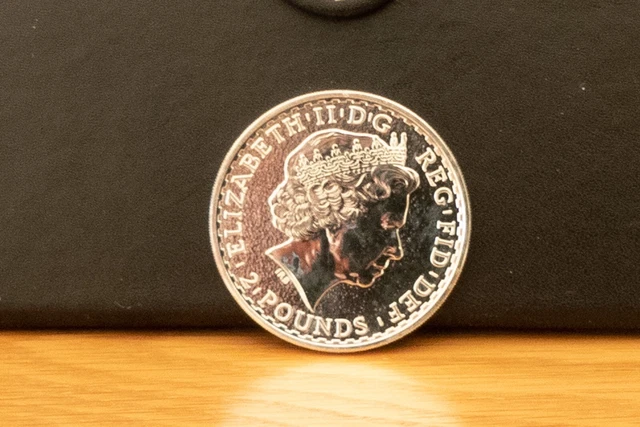 ELIZABETH · II · D · G
REG · FID · DEF ·
2 · POUNDS